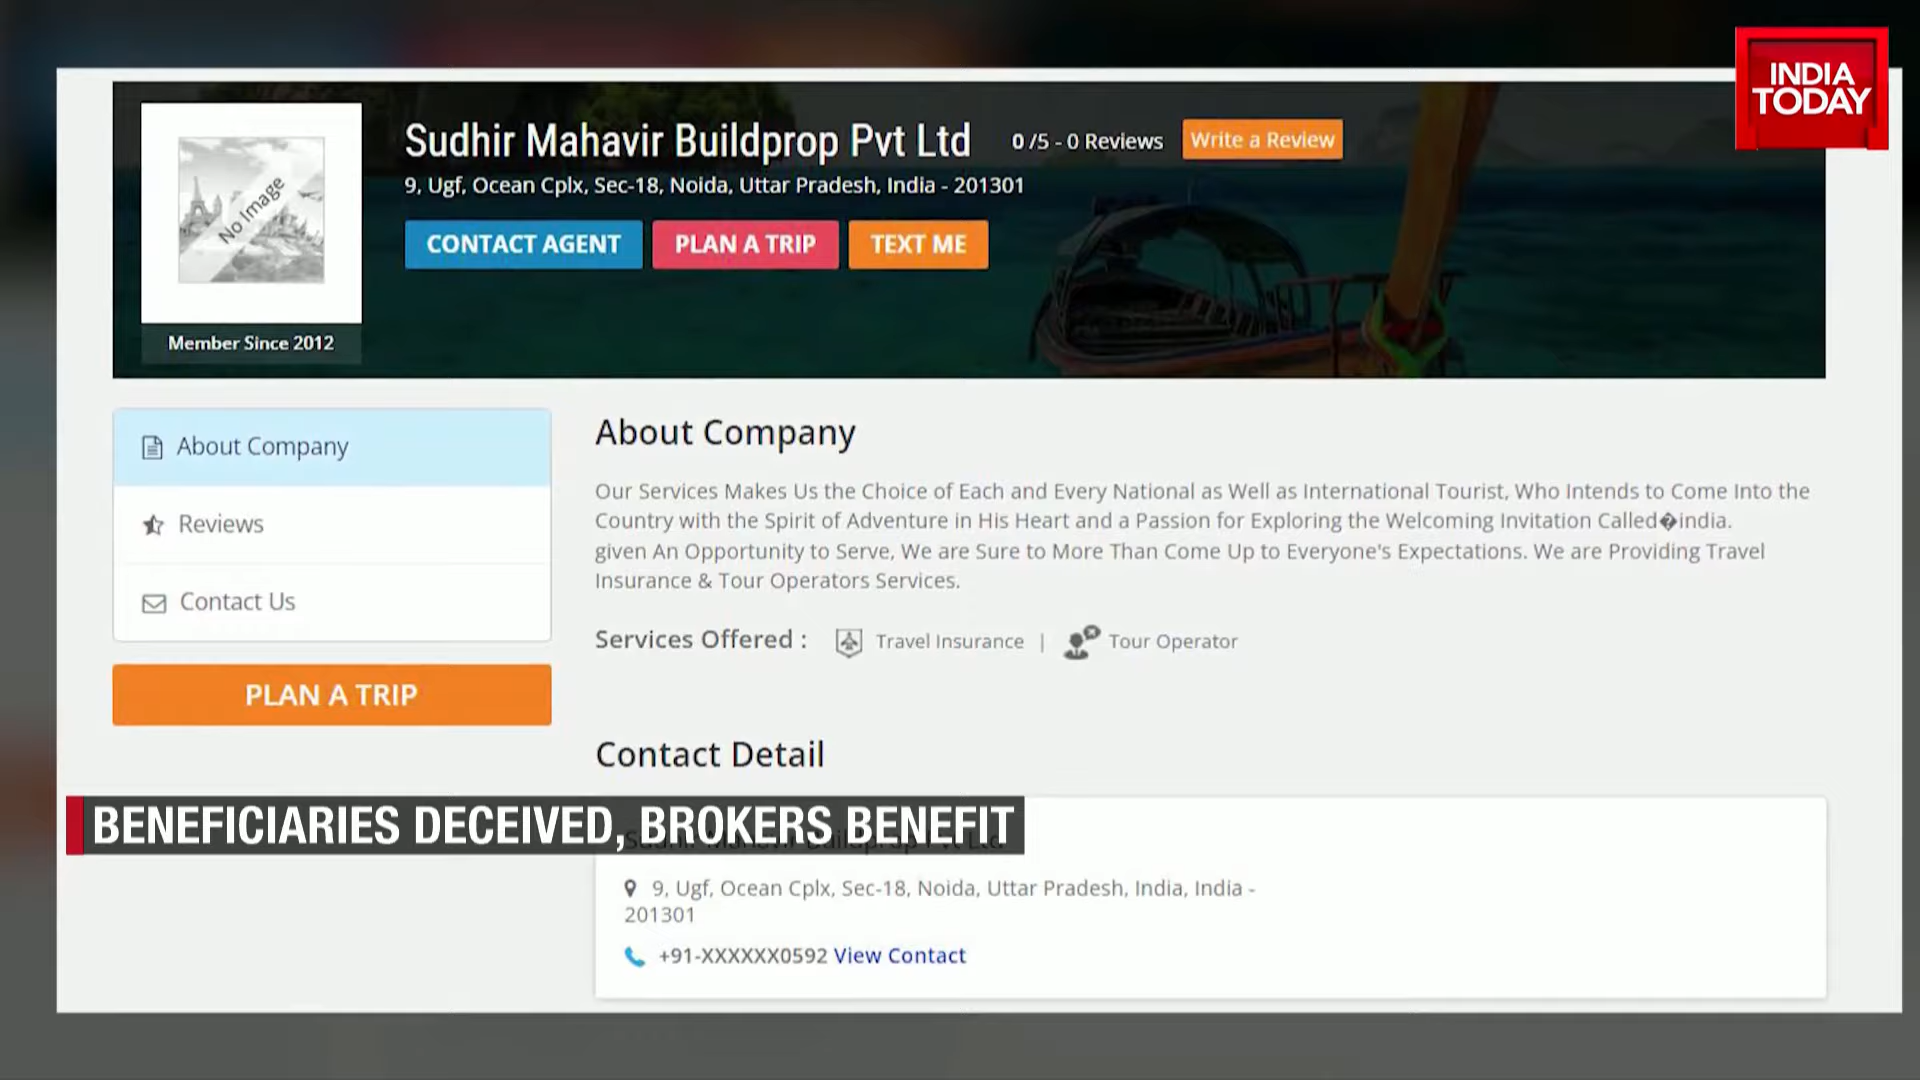 INDIA
TODAY
Sudhir Mahavir Buildprop Pvt Ltd
0 /5 - 0 Reviews
Write a Review
9, Ugf, Ocean Cplx, Sec-18, Noida, Uttar Pradesh, India - 201301
CONTACT AGENT
PLAN A TRIP
TEXT ME
No Image
Member Since 2012
About Company
Reviews
Contact Us
PLAN A TRIP
About Company
Our Services Makes Us the Choice of Each and Every National as Well as International Tourist, Who Intends to Come Into the
Country with the Spirit of Adventure in His Heart and a Passion for Exploring the Welcoming Invitation Called�india.
given An Opportunity to Serve, We are Sure to More Than Come Up to Everyone's Expectations. We are Providing Travel
Insurance & Tour Operators Services.
Services Offered : Travel Insurance | Tour Operator
Contact Detail
BENEFICIARIES DECEIVED, BROKERS BENEFIT
9, Ugf, Ocean Cplx, Sec-18, Noida, Uttar Pradesh, India, India -
201301
+91-XXXXXX0592 View Contact